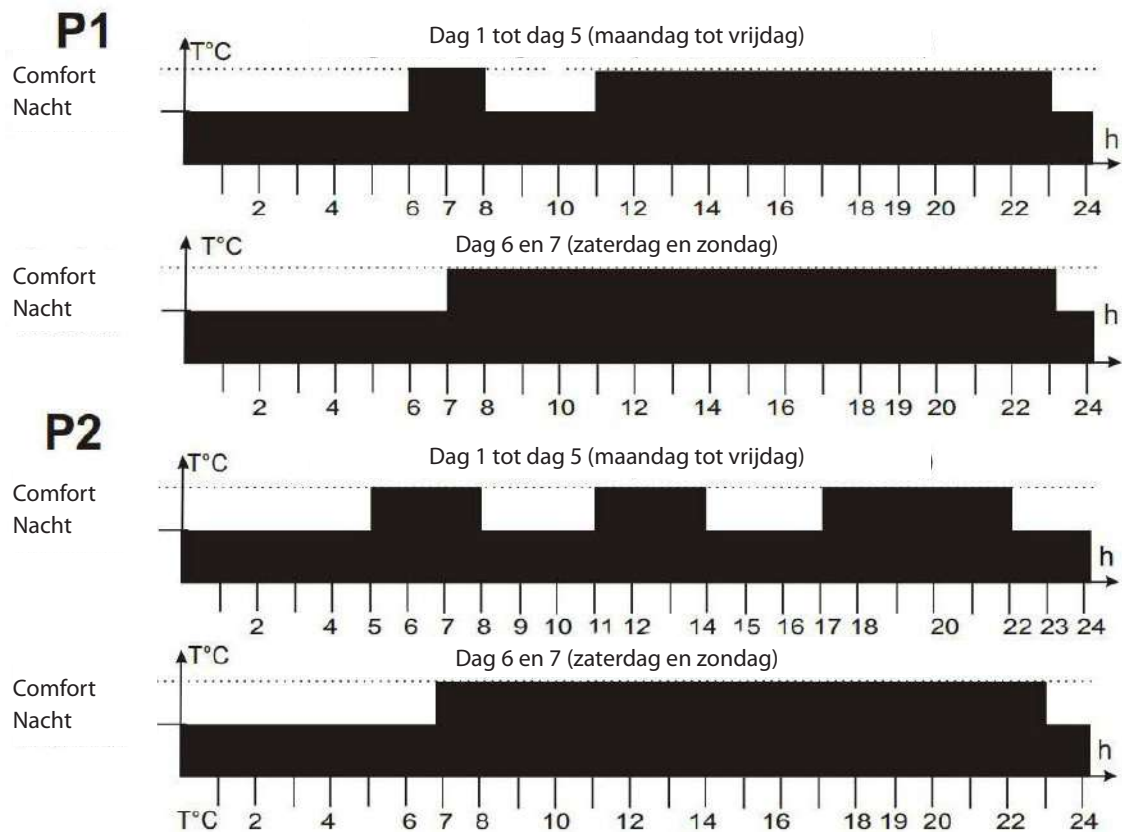 P1
T°C
Dag 1 tot dag 5 (maandag tot vrijdag)
Comfort
Nacht
h
2 4 6 7 8 10 12 14 16 18 19 20 22 24
T°C
Dag 6 en 7 (zaterdag en zondag)
Comfort
Nacht
h
2 4 6 7 8 10 12 14 16 18 19 20 22 24
P2
T°C
Dag 1 tot dag 5 (maandag tot vrijdag)
Comfort
Nacht
h
2 4 5 6 7 8 9 10 11 12 14 15 16 17 18 20 22 23 24
T°C
Dag 6 en 7 (zaterdag en zondag)
Comfort
Nacht
h
T°C 2 4 6 7 8 10 12 14 16 18 19 20 22 24